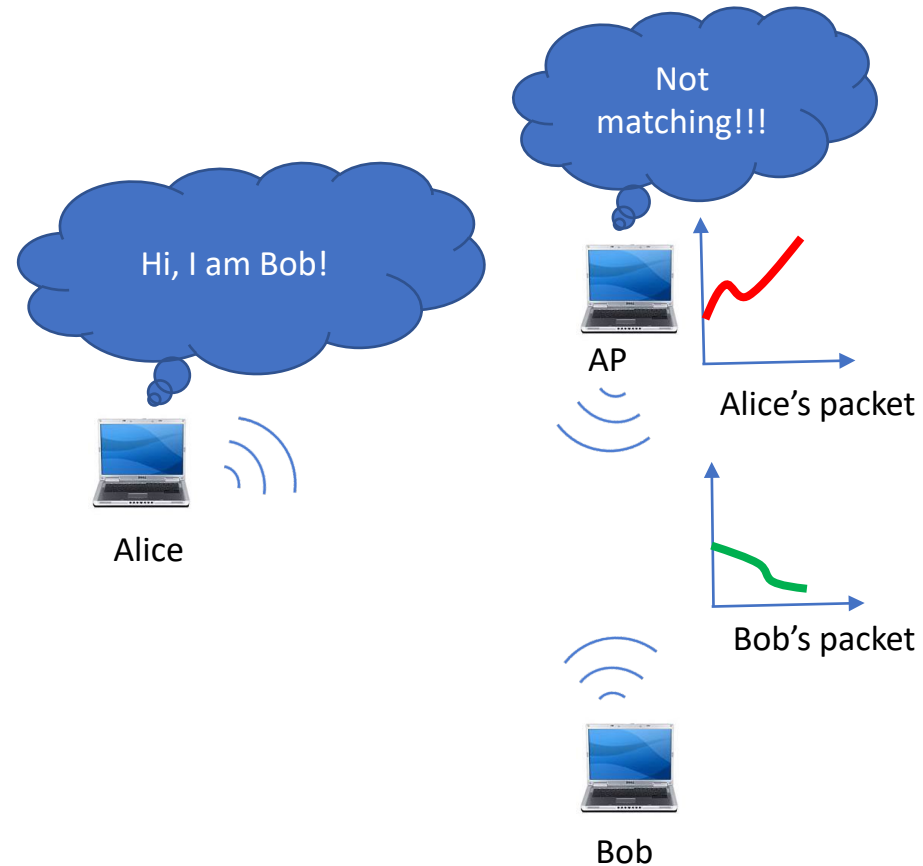 Not
matching!!!
Hi, I am Bob!
AP
Alice's packet
Alice
Bob's packet
Bob